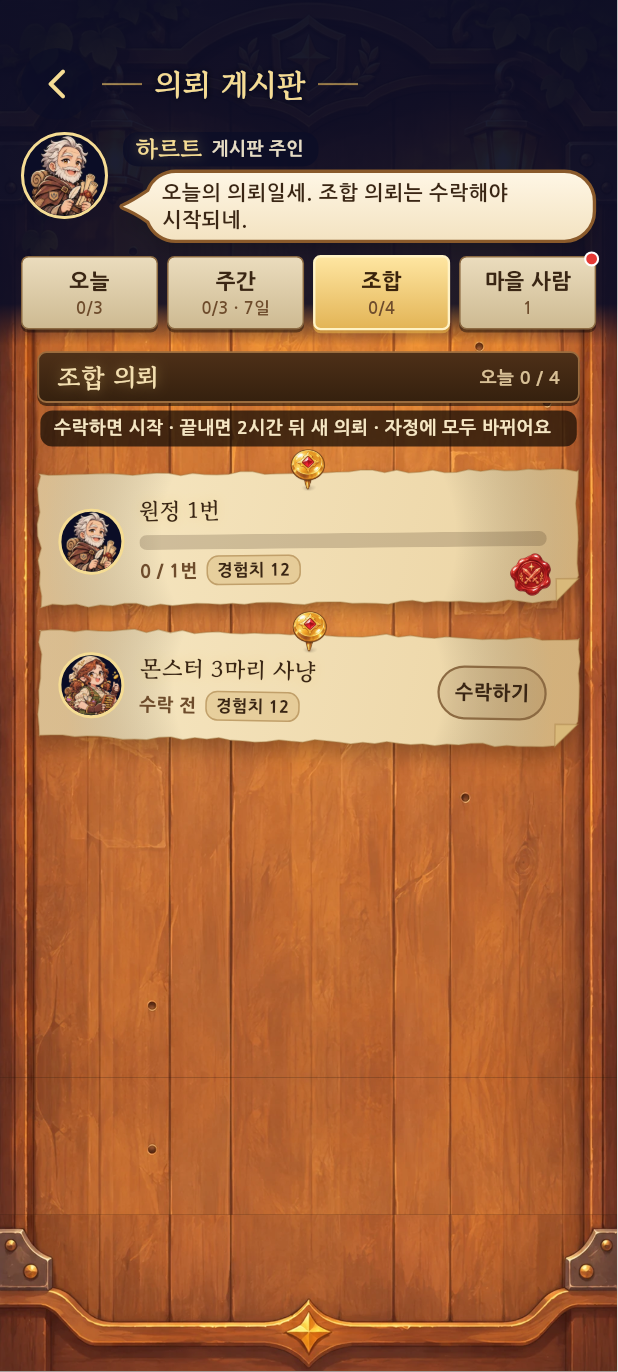 의뢰 게시판
하르트 게시판 주인
오늘의 의뢰일세. 조합 의뢰는 수락해야
시작되네.
오늘
0/3
주간
0/3 · 7일
조합
0/4
마을 사람
1
조합 의뢰
오늘 0 / 4
수락하면 시작 · 끝내면 2시간 뒤 새 의뢰 · 자정에 모두 바뀌어요
원정 1번
0 / 1번 경험치 12
몬스터 3마리 사냥
수락 전 경험치 12
수락하기